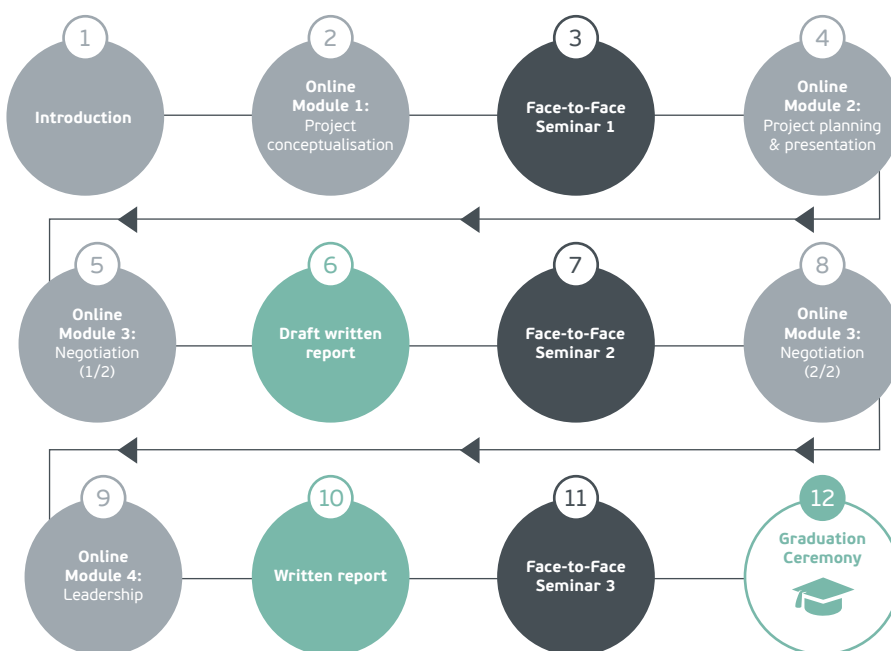 1
Introduction
2
Online
Module 1:
Project
conceptualisation
3
Face-to-Face
Seminar 1
4
Online
Module 2:
Project planning
& presentation
5
Online
Module 3:
Negotiation
(1/2)
6
Draft written
report
7
Face-to-Face
Seminar 2
8
Online
Module 3:
Negotiation
(2/2)
9
Online
Module 4:
Leadership
10
Written report
11
Face-to-Face
Seminar 3
12
Graduation
Ceremony